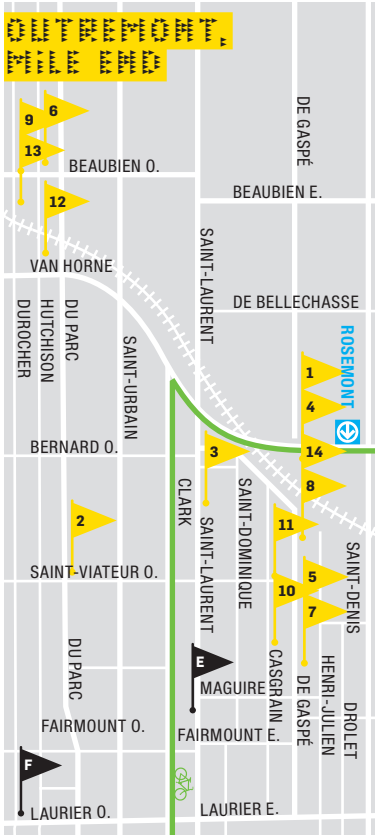 OUTREMONT,
MILE END
9
6
13
BEAUBIEN O.
DE GASPÉ
12
BEAUBIEN E.
VAN HORNE
SAINT-LAURENT
DE BELLECHASSE
DUROCHER
HUTCHISON
DU PARC
SAINT-URBAIN
ROSEMONT
1
4
BERNARD O.
3
14
8
2
CLARK
SAINT-LAURENT
SAINT-DOMINIQUE
11
SAINT-DENIS
SAINT-VIATEUR O.
10
5
7
DU PARC
E
MAGUIRE
CASGRAIN
DE GASPÉ
HENRI-JULIEN
DROLET
FAIRMOUNT O.
FAIRMOUNT E.
F
LAURIER O.
LAURIER E.